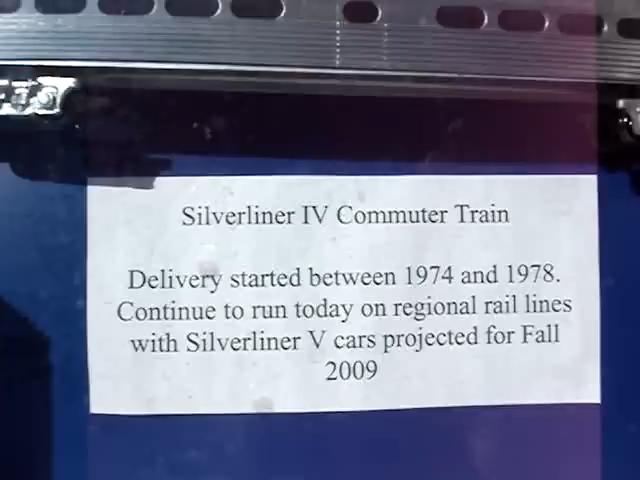 Silverliner IV Commuter Train
Delivery started between 1974 and 1978.
Continue to run today on regional rail lines
with Silverliner V cars projected for Fall
2009